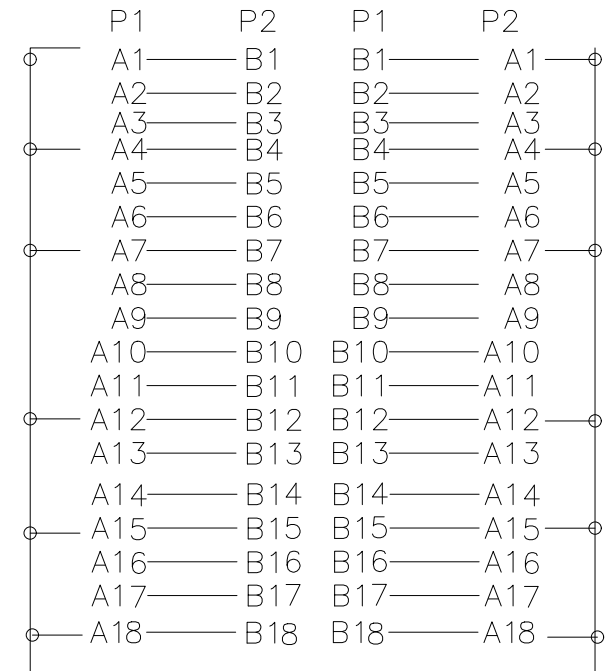 P1 P2 P1 P2
A1 B1 B1 A1
A2 B2 B2 A2
A3 B3 B3 A3
A4 B4 B4 A4
A5 B5 B5 A5
A6 B6 B6 A6
A7 B7 B7 A7
A8 B8 B8 A8
A9 B9 B9 A9
A10 B10 B10 A10
A11 B11 B11 A11
A12 B12 B12 A12
A13 B13 B13 A13
A14 B14 B14 A14
A15 B15 B15 A15
A16 B16 B16 A16
A17 B17 B17 A17
A18 B18 B18 A18